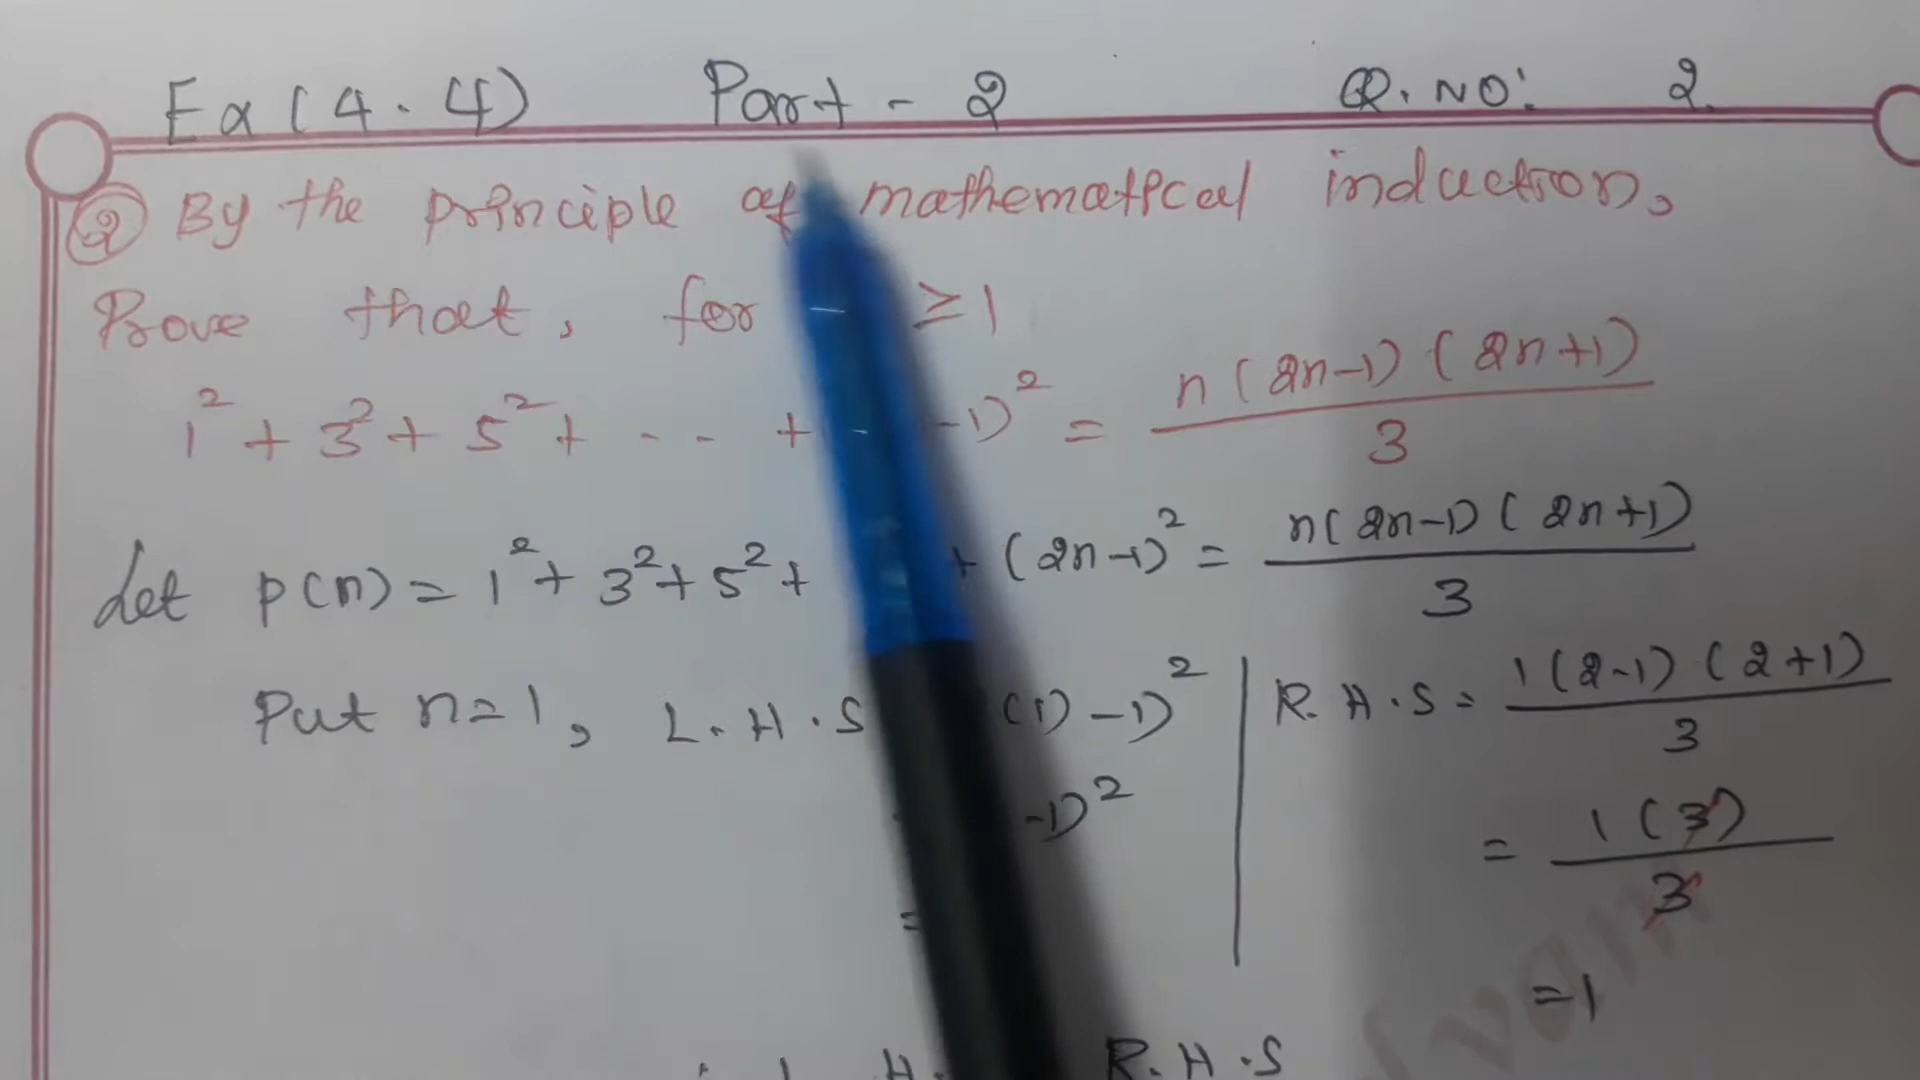 Ex (4.4) Part - 2 Q. NO: 2.
② By the principle of mathematical induction,
Prove that, for ≥ 1
1² + 3² + 5² + - - + -1)² = n(2n-1)(2n+1)/3
Let p(n) = 1² + 3² + 5² + + (2n-1)² = n(2n-1)(2n+1)/3
Put n=1, L.H.S (1)-1)² | R.H.S = 1(2-1)(2+1)/3
-1)² = 1(3)/3
= =1
H. R.H.S